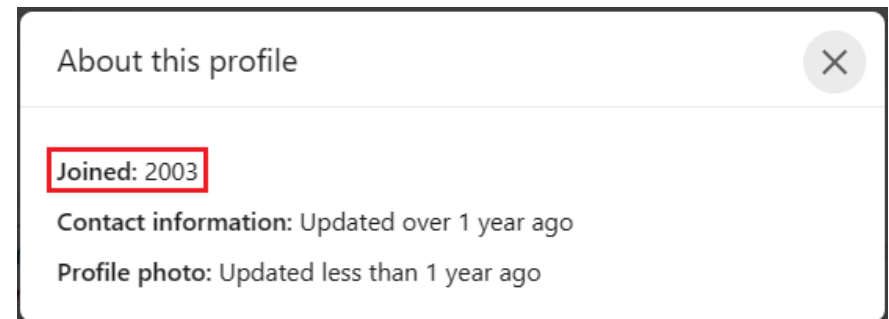 About this profile
Joined: 2003
Contact information: Updated over 1 year ago
Profile photo: Updated less than 1 year ago